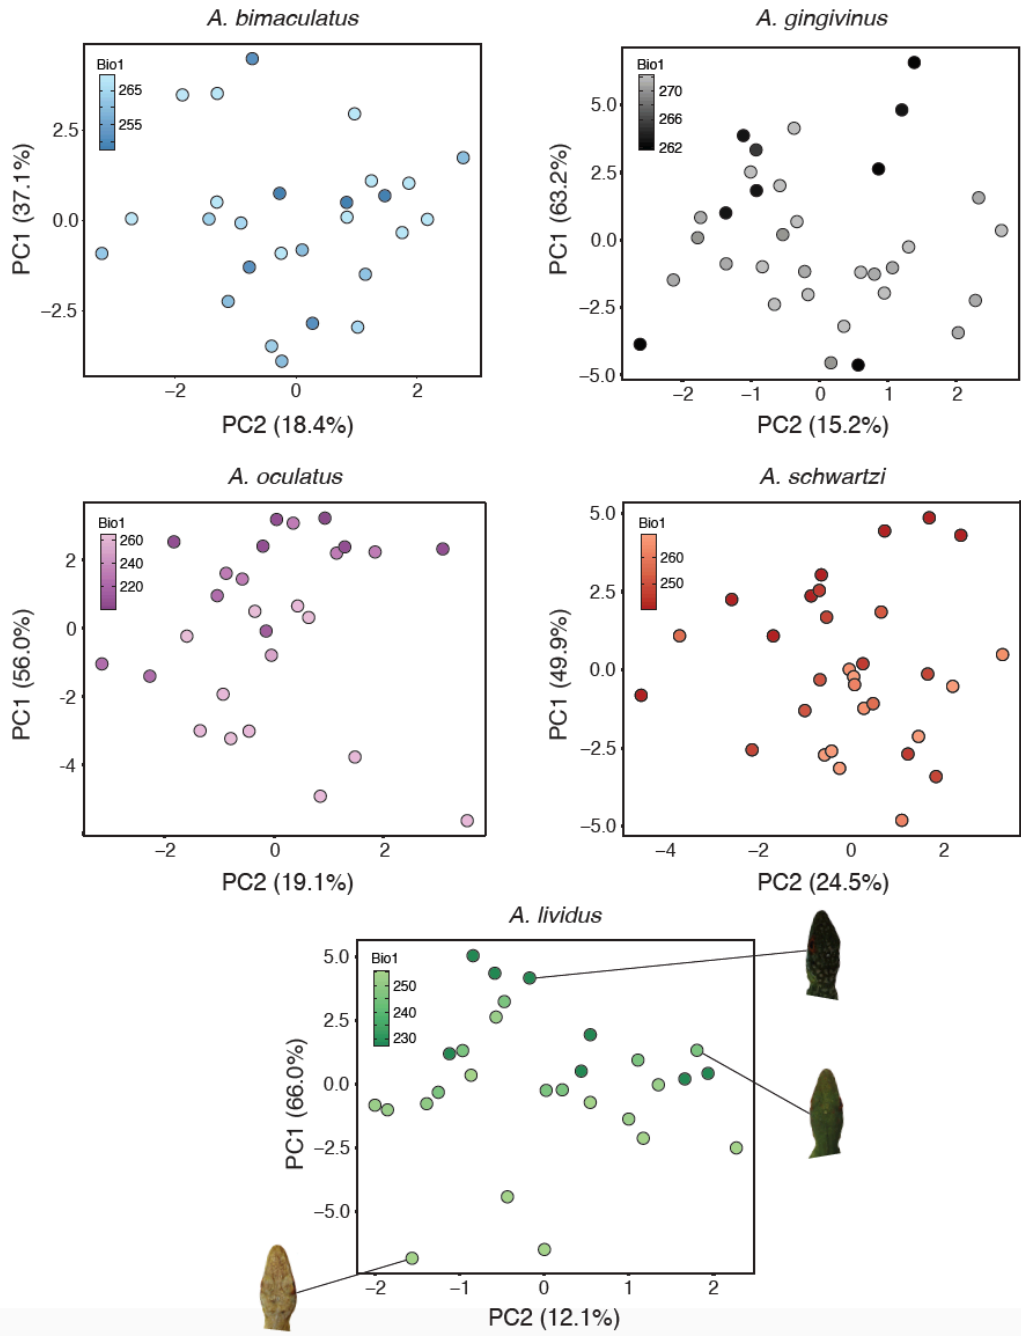 A. bimaculatus
Bio1
265
255
2.5
0.0
−2.5
PC1 (37.1%)
−2 0 2
PC2 (18.4%)
A. gingivinus
Bio1
270
266
262
5.0
2.5
0.0
−2.5
−5.0
PC1 (63.2%)
−2 −1 0 1 2
PC2 (15.2%)
A. oculatus
Bio1
260
240
220
2
0
-2
-4
PC1 (56.0%)
−2 0 2
PC2 (19.1%)
A. schwartzi
Bio1
260
250
5.0
2.5
0.0
−2.5
−5.0
PC1 (49.9%)
−4 −2 0 2
PC2 (24.5%)
A. lividus
Bio1
250
240
230
5.0
2.5
0.0
−2.5
−5.0
PC1 (66.0%)
−2 −1 0 1 2
PC2 (12.1%)